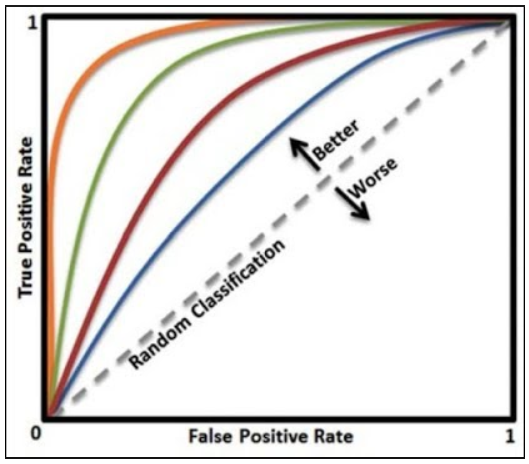 1
True Positive Rate
Better
Worse
Random Classification
0
False Positive Rate
1